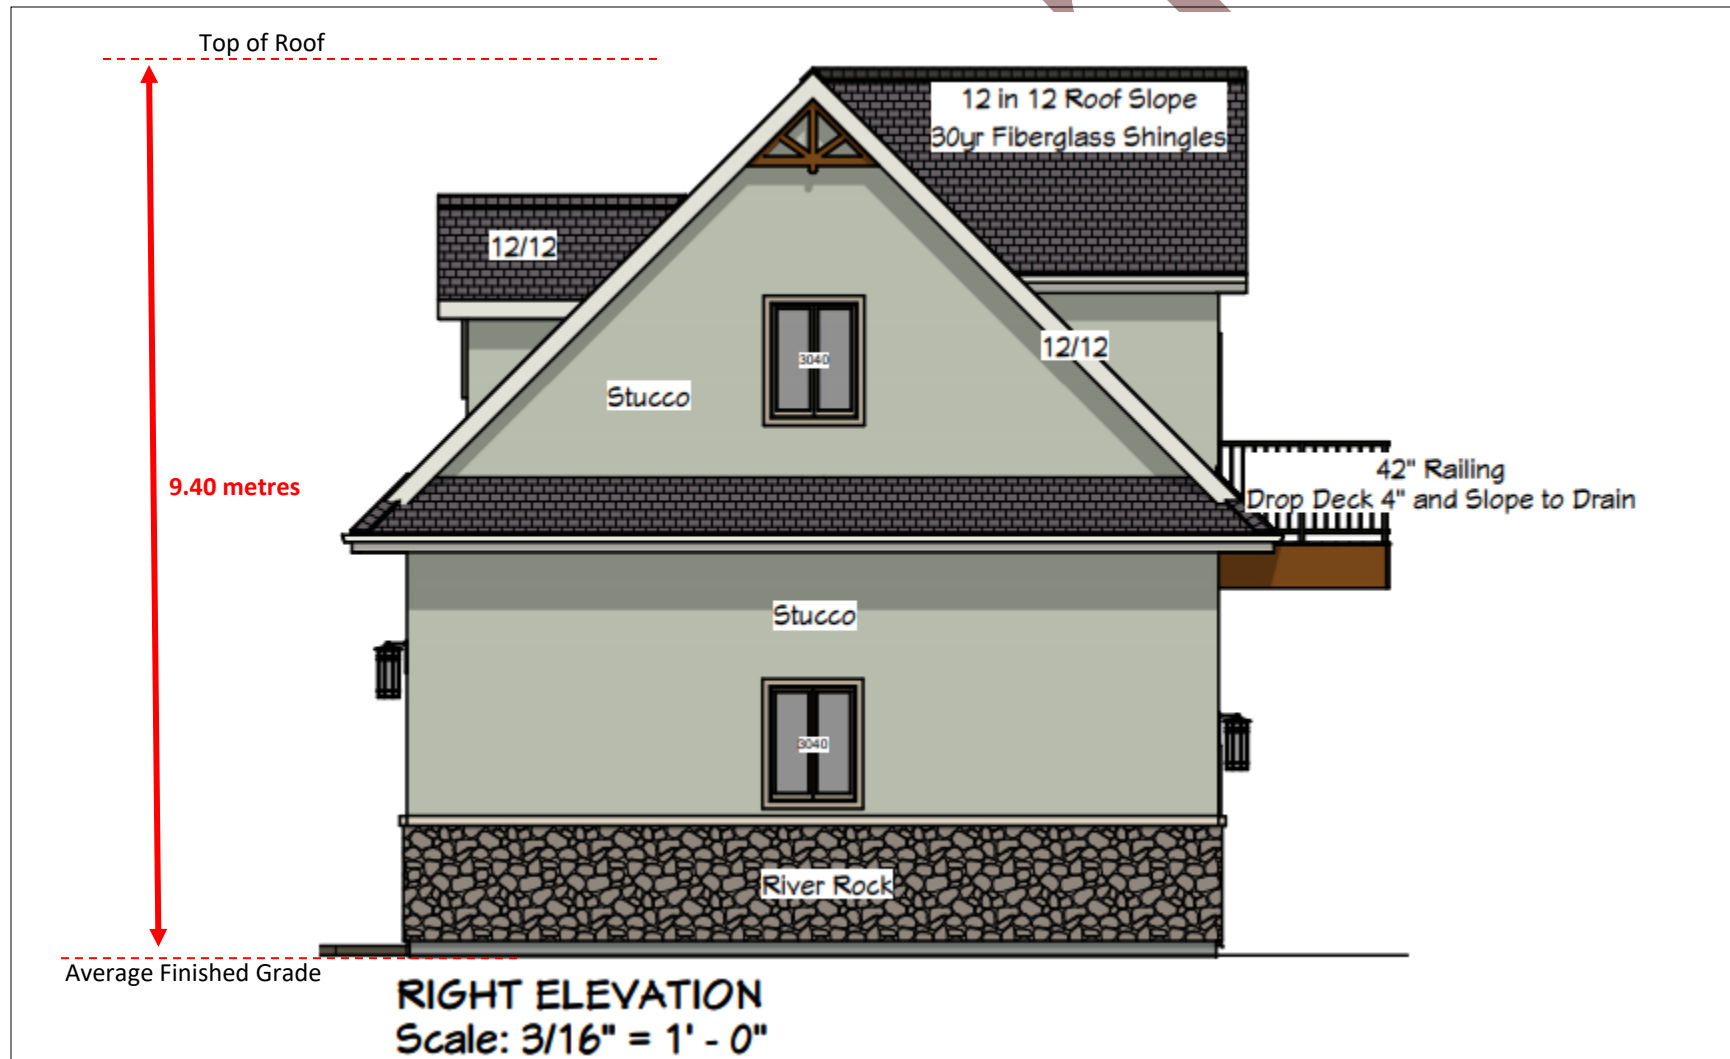 Top of Roof
12 in 12 Roof Slope
30yr Fiberglass Shingles
12/12
12/12
3040
Stucco
42" Railing
Drop Deck 4" and Slope to Drain
9.40 metres
Stucco
3040
River Rock
Average Finished Grade
RIGHT ELEVATION
Scale: 3/16" = 1' - 0"